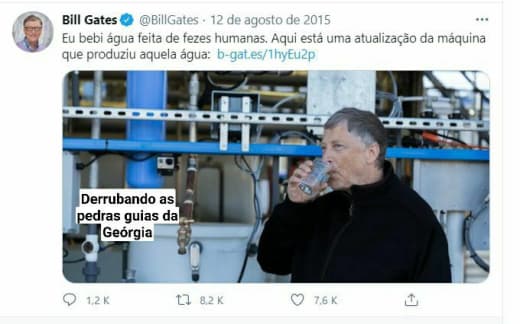 Bill Gates @BillGates · 12 de agosto de 2015
Eu bebi água feita de fezes humanas. Aqui está uma atualização da máquina
que produziu aquela água: b-gat.es/1hyEu2p
Derrubando as
pedras guias da
Geórgia
1,2 K 8,2 K 7,6 K